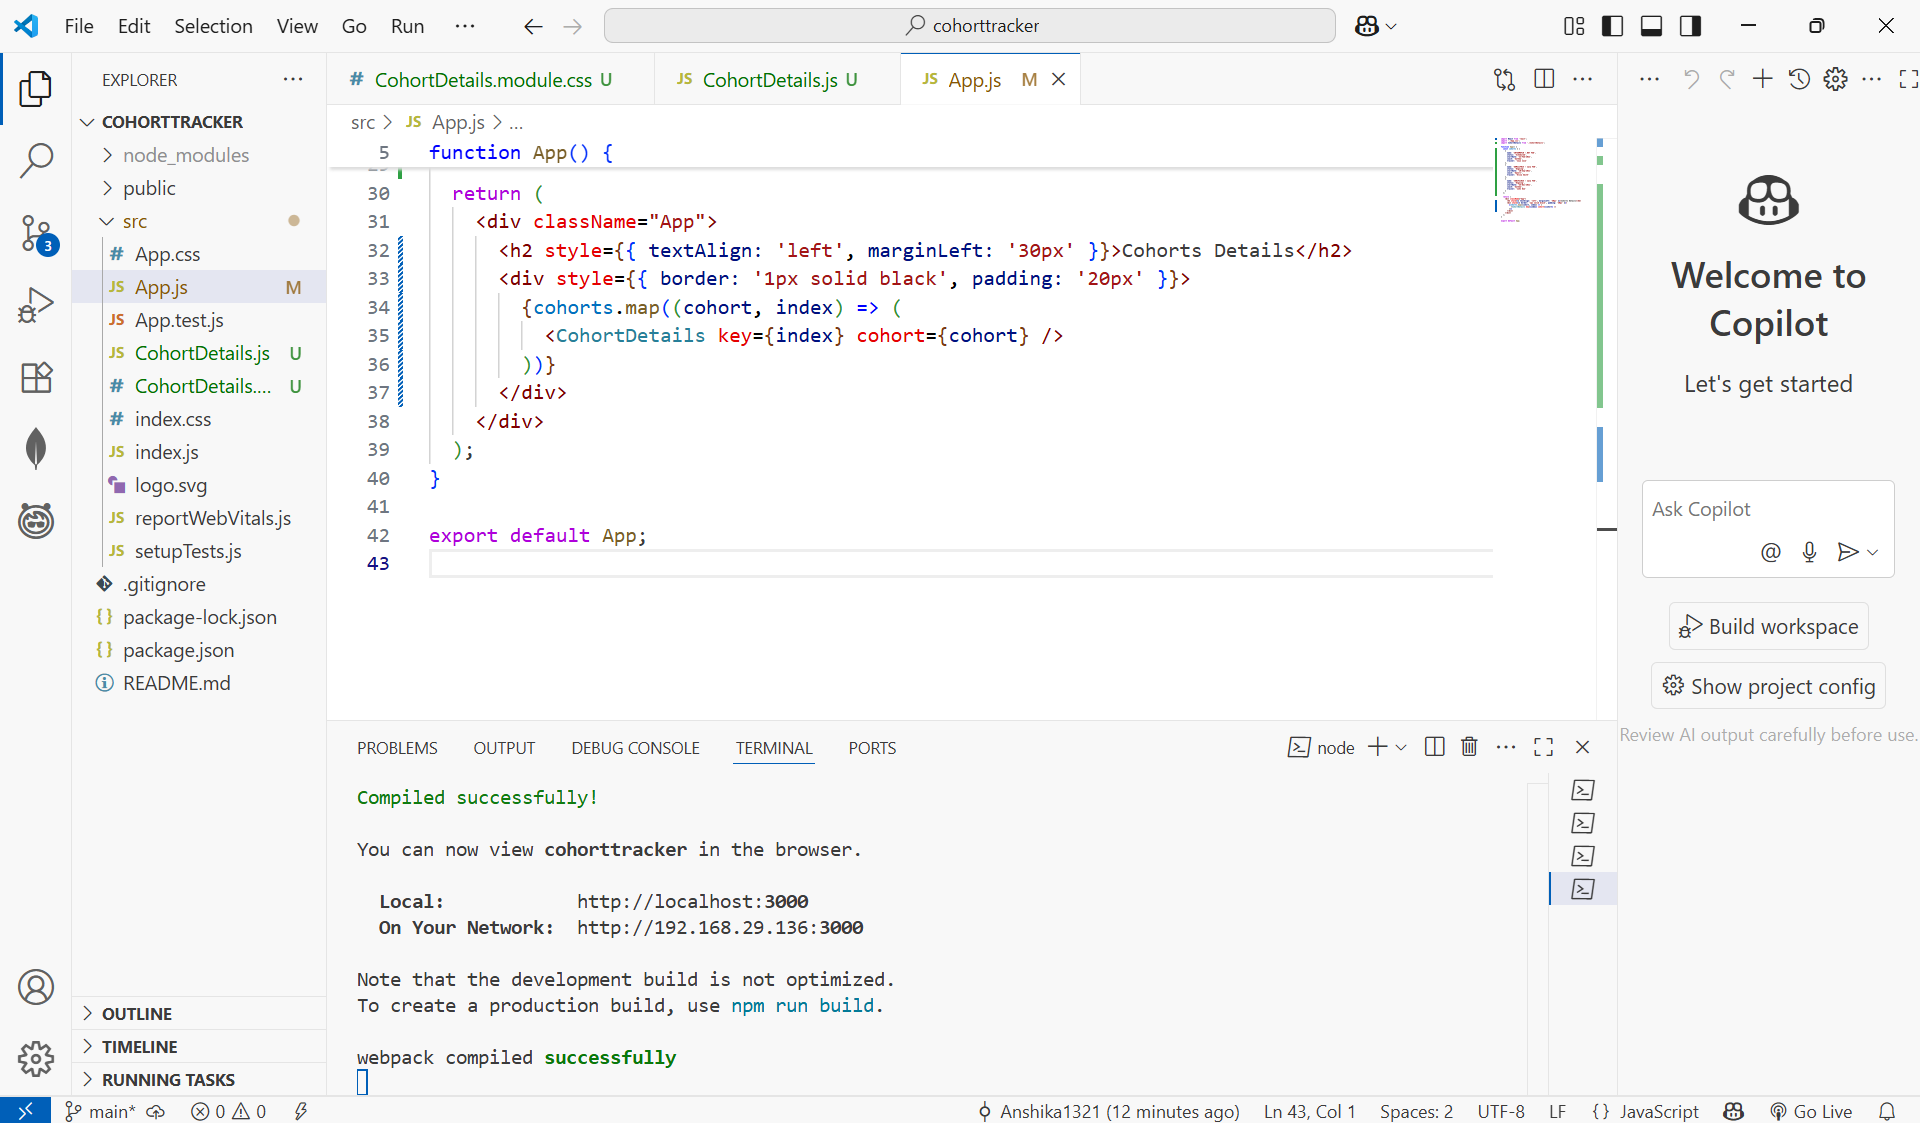 File Edit Selection View Go Run ···
cohorttracker
EXPLORER
COHORTTRACKER
node_modules
public
src
# App.css
JS App.js M
JS App.test.js
JS CohortDetails.js U
# CohortDetails.... U
# index.css
JS index.js
logo.svg
JS reportWebVitals.js
JS setupTests.js
.gitignore
{} package-lock.json
{} package.json
README.md
OUTLINE
TIMELINE
RUNNING TASKS
3
# CohortDetails.module.css U
JS CohortDetails.js U
JS App.js M
src > JS App.js > ...
5 function App() {
30 return (
31 <div className="App">
32 <h2 style={{ textAlign: 'left', marginLeft: '30px' }}>Cohorts Details</h2>
33 <div style={{ border: '1px solid black', padding: '20px' }}>
34 {cohorts.map((cohort, index) => (
35 <CohortDetails key={index} cohort={cohort} />
36 ))}
37 </div>
38 </div>
39 );
40 }
41
42 export default App;
43
PROBLEMS OUTPUT DEBUG CONSOLE TERMINAL PORTS
node
Compiled successfully!
You can now view cohorttracker in the browser.
Local: http://localhost:3000
On Your Network: http://192.168.29.136:3000
Note that the development build is not optimized.
To create a production build, use npm run build.
webpack compiled successfully
Welcome to
Copilot
Let's get started
Ask Copilot
@
Build workspace
Show project config
Review AI output carefully before use.
main* 0 0
Anshika1321 (12 minutes ago) Ln 43, Col 1 Spaces: 2 UTF-8 LF {} JavaScript Go Live